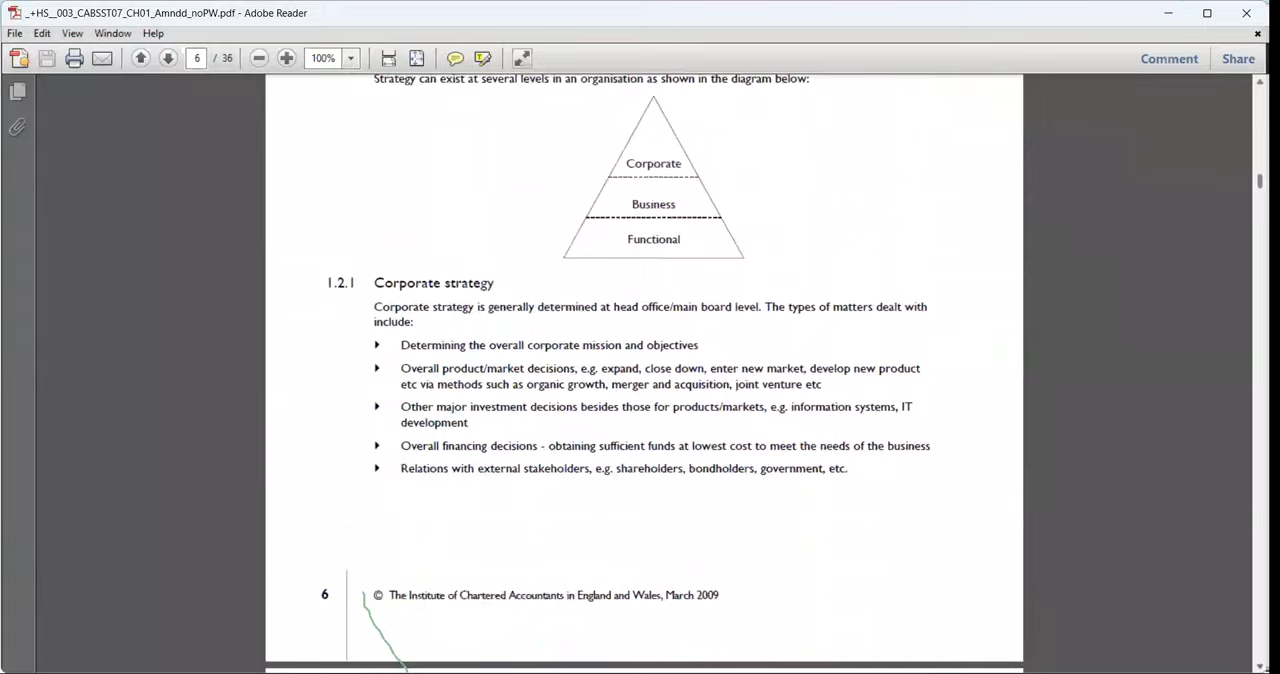 _+HS__003_CABSST07_CH01_Amndd_noPW.pdf - Adobe Reader
File Edit View Window Help
6 / 36 100% Comment Share
Strategy can exist at several levels in an organisation as shown in the diagram below:
Corporate
Business
Functional
1.2.1 Corporate strategy
Corporate strategy is generally determined at head office/main board level. The types of matters dealt with
include:
Determining the overall corporate mission and objectives
Overall product/market decisions, e.g. expand, close down, enter new market, develop new product
etc via methods such as organic growth, merger and acquisition, joint venture etc
Other major investment decisions besides those for products/markets, e.g. information systems, IT
development
Overall financing decisions - obtaining sufficient funds at lowest cost to meet the needs of the business
Relations with external stakeholders, e.g. shareholders, bondholders, government, etc.
6 © The Institute of Chartered Accountants in England and Wales, March 2009